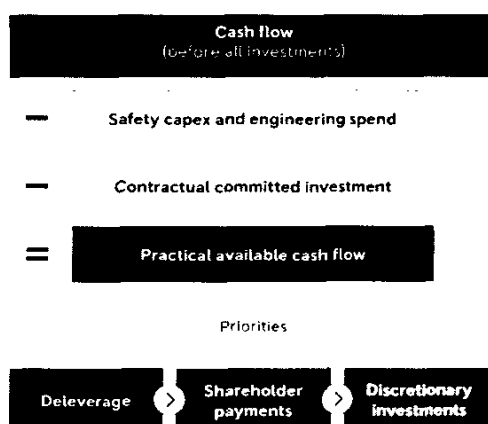 Cash flow
(before all investments)
Safety capex and engineering spend
Contractual committed investment
Practical available cash flow
Priorities
Deleverage > Shareholder payments > Discretionary investments